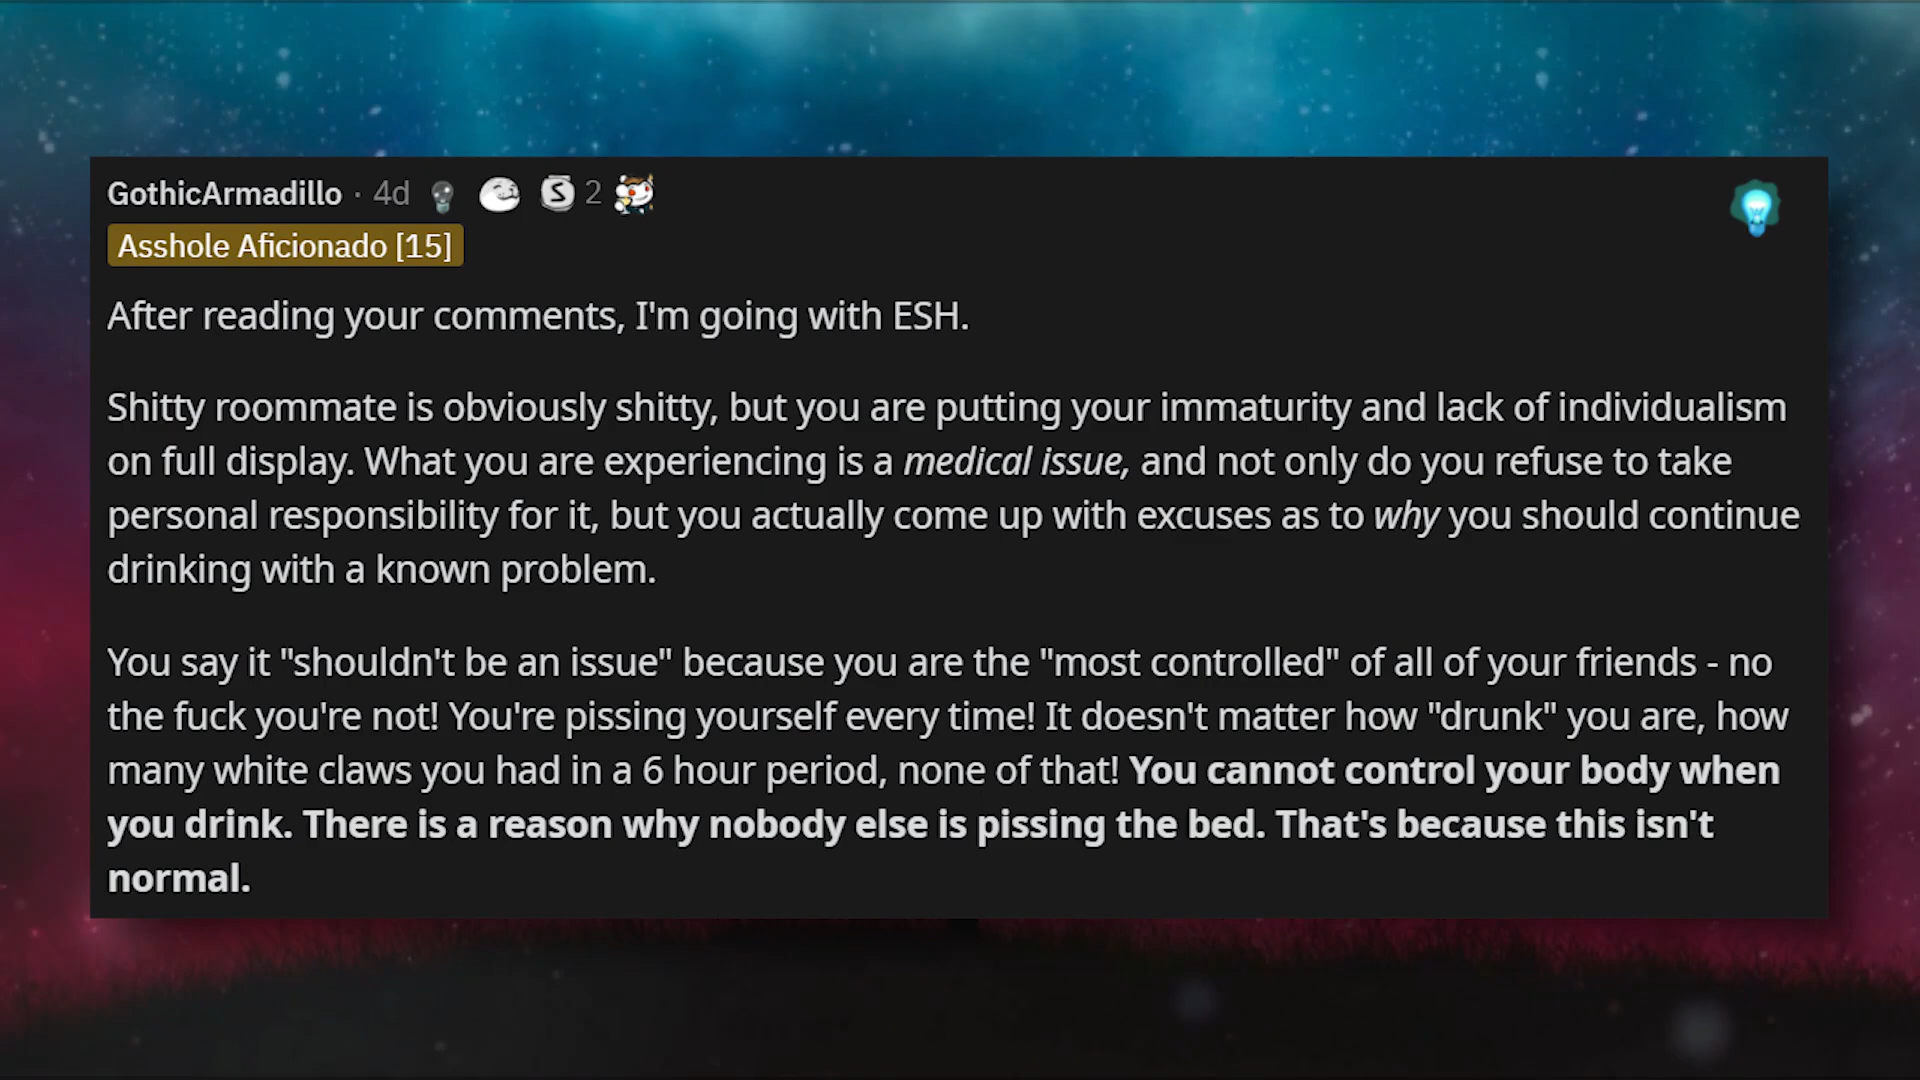 GothicArmadillo · 4d S 2
Asshole Aficionado [15]
After reading your comments, I'm going with ESH.
Shitty roommate is obviously shitty, but you are putting your immaturity and lack of individualism
on full display. What you are experiencing is a medical issue, and not only do you refuse to take
personal responsibility for it, but you actually come up with excuses as to why you should continue
drinking with a known problem.
You say it "shouldn't be an issue" because you are the "most controlled" of all of your friends - no
the fuck you're not! You're pissing yourself every time! It doesn't matter how "drunk" you are, how
many white claws you had in a 6 hour period, none of that! You cannot control your body when
you drink. There is a reason why nobody else is pissing the bed. That's because this isn't
normal.